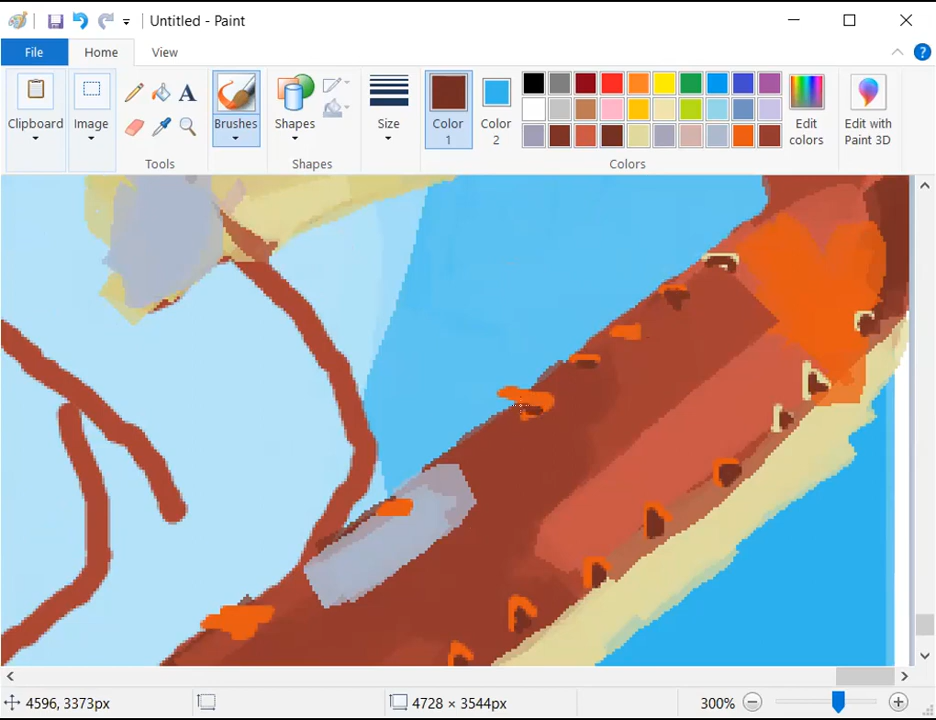 Untitled - Paint
File Home View
Clipboard Image Tools A Brushes Shapes Shapes Size Color 1 Color 2 Colors Edit colors Edit with Paint 3D
4596, 3373px 4728 × 3544px 300%